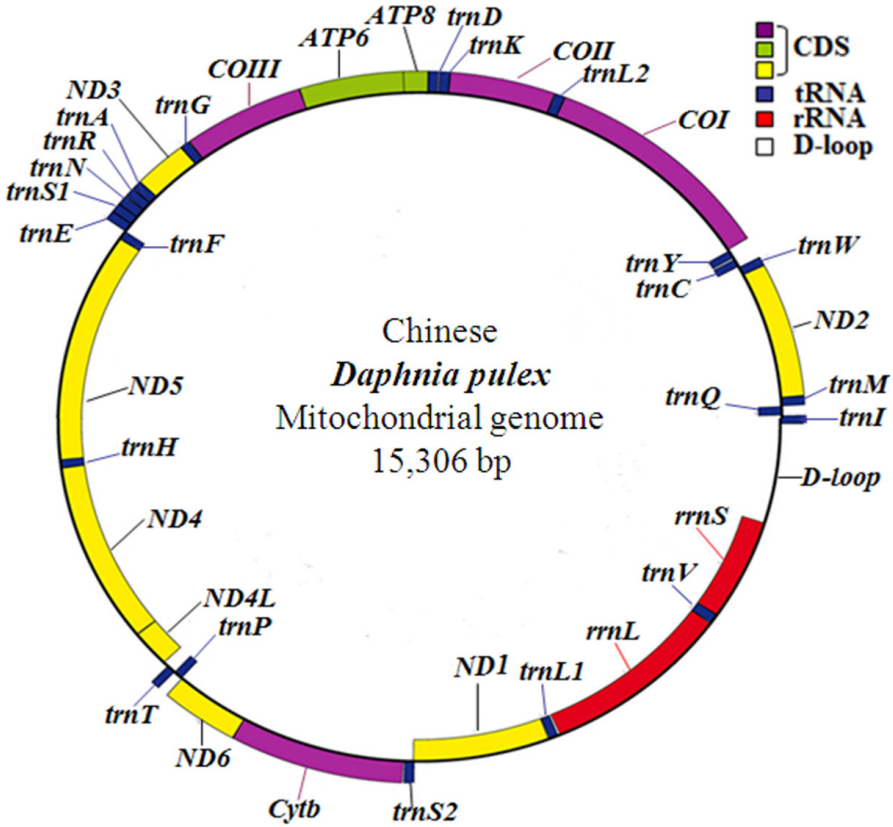 ATP8
trnD
ATP6
trnK
COIII
COII
trnL2
CDS
tRNA
rRNA
D-loop
ND3
trnG
trnA
trnR
trnN
trnS1
trnE
trnF
COI
trnY
trnC
trnW
ND2
trnM
trnQ
trnI
D-loop
Chinese
Daphnia pulex
Mitochondrial genome
15,306 bp
ND5
trnH
ND4
ND4L
trnP
trnT
ND6
Cytb
trnS2
ND1
trnL1
rrnL
trnV
rrnS